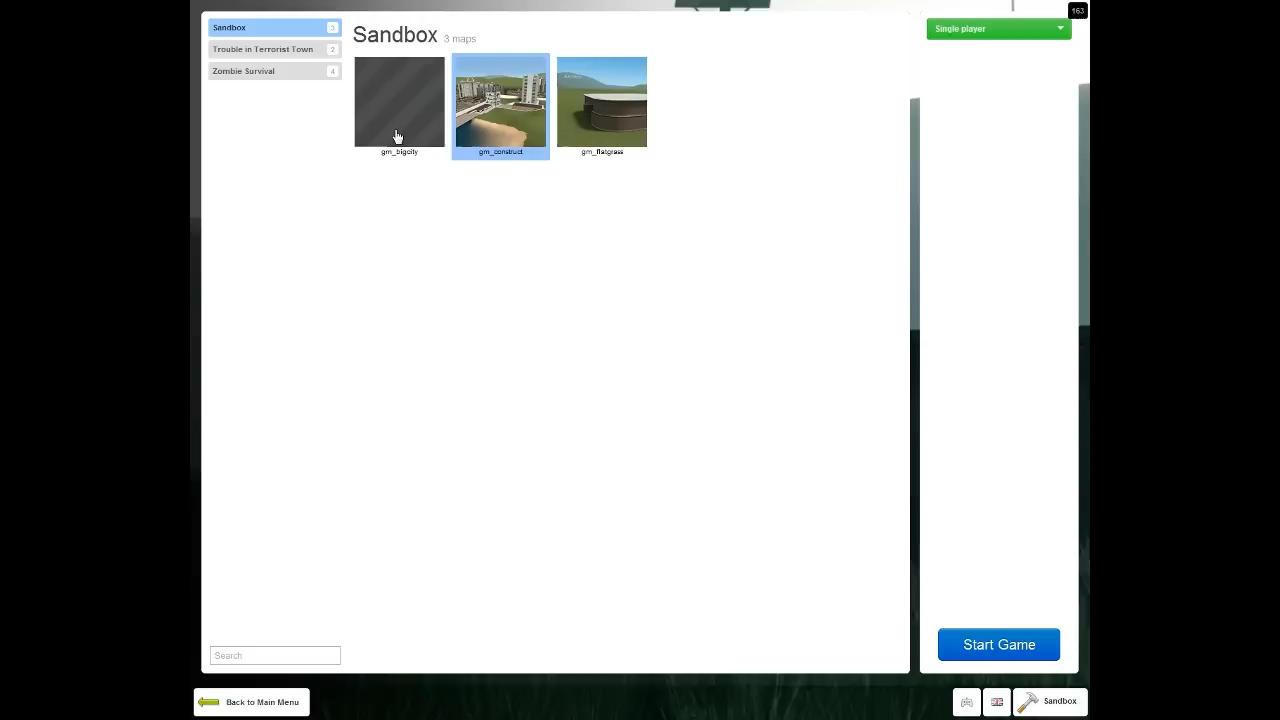 163
Sandbox 3
Trouble in Terrorist Town 2
Zombie Survival 4
Sandbox 3 maps
gm_bigcity
gm_construct
gm_flatgrass
Single player
Search
Start Game
Back to Main Menu
Sandbox